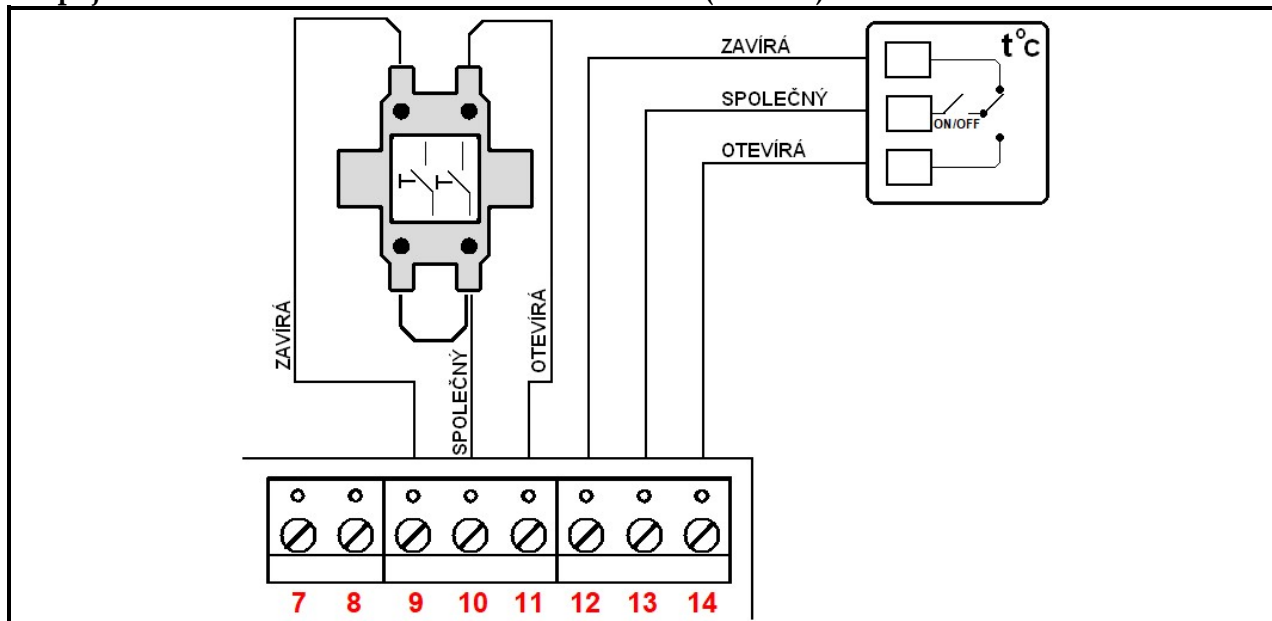 ZAVÍRÁ
SPOLEČNÝ
OTEVÍRÁ
t°c
ON/OFF
ZAVÍRÁ
SPOLEČNÝ
OTEVÍRÁ
7 8 9 10 11 12 13 14